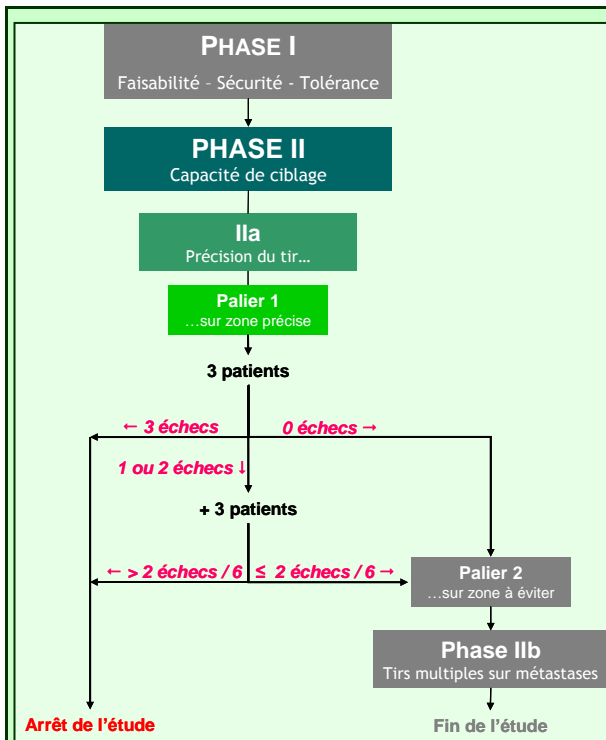 PHASE I
Faisabilité - Sécurité - Tolérance
PHASE II
Capacité de ciblage
IIa
Précision du tir…
Palier 1
…sur zone précise
3 patients
← 3 échecs
0 échecs →
1 ou 2 échecs ↓
+ 3 patients
← > 2 échecs / 6
≤ 2 échecs / 6 →
Palier 2
…sur zone à éviter
Phase IIb
Tirs multiples sur métastases
Arrêt de l'étude
Fin de l'étude